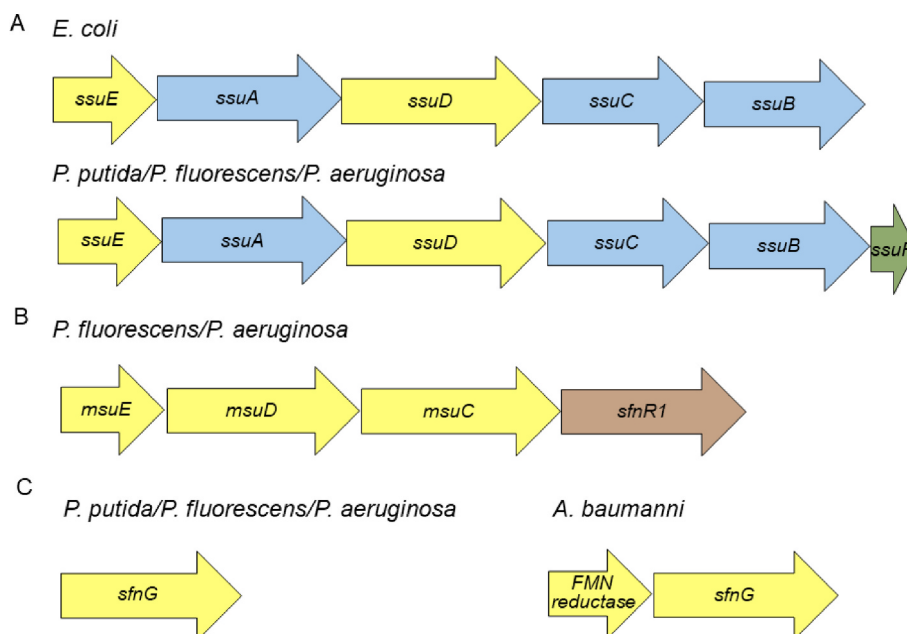 A
E. coli
ssuE ssuA ssuD ssuC ssuB
P. putida/P. fluorescens/P. aeruginosa
ssuE ssuA ssuD ssuC ssuB ssuF
B
P. fluorescens/P. aeruginosa
msuE msuD msuC sfnR1
C
P. putida/P. fluorescens/P. aeruginosa
sfnG
A. baumanni
FMN
reductase
sfnG